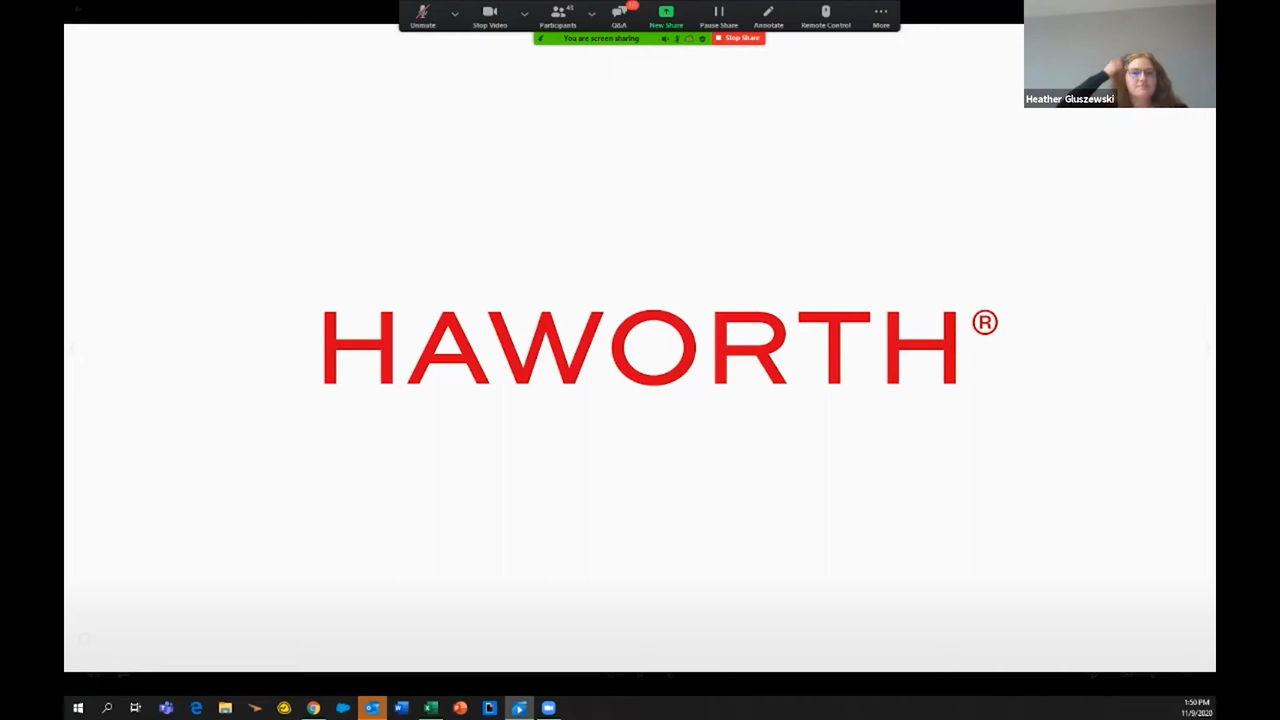 Unmute
Stop Video
Participants
45
Q&A
New Share
Pause Share
Annotate
Remote Control
More
You are screen sharing
Stop Share
Heather Gluszewski
HAWORTH®
1:50 PM
11/9/2020